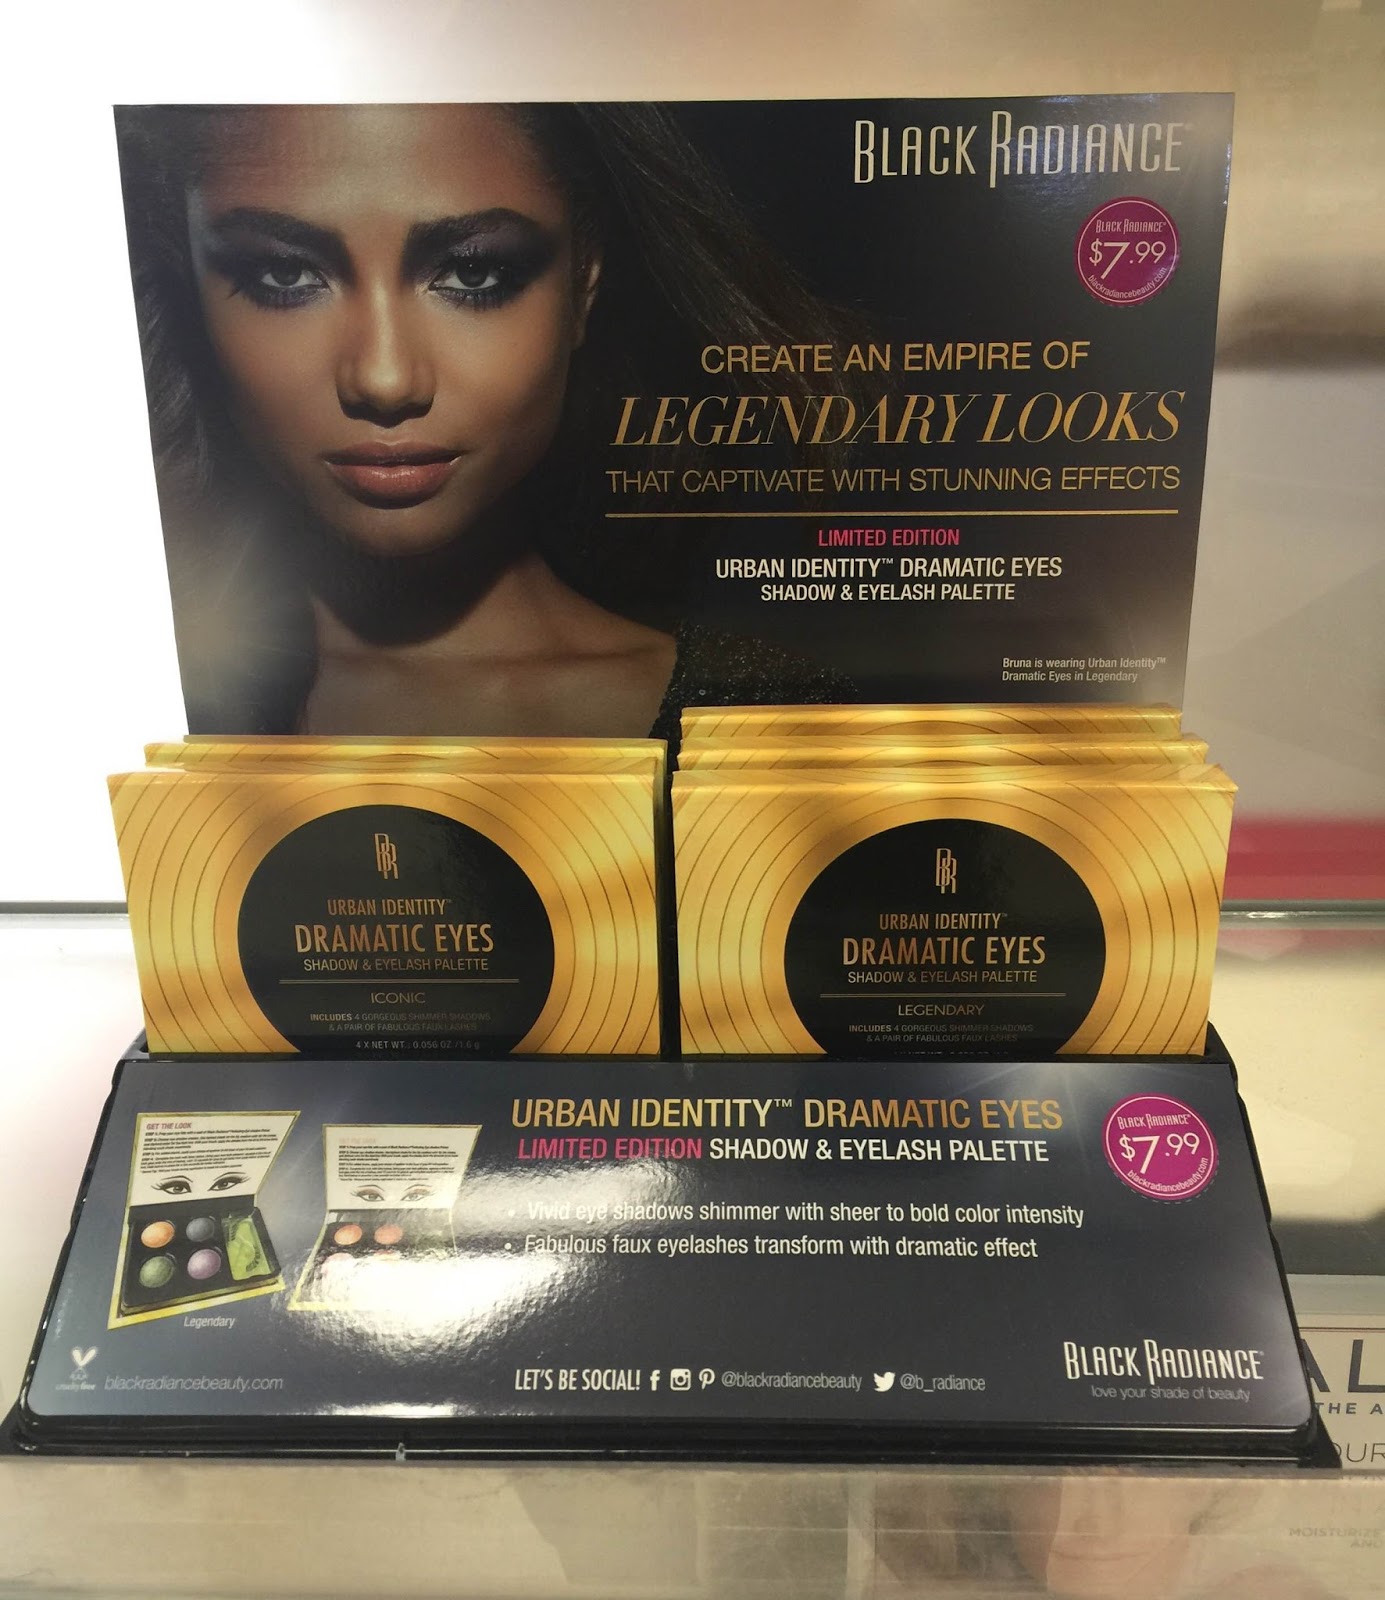 BLACK RADIANCE
BLACK RADIANCE®
$7.99
blackradiancebeauty.com
CREATE AN EMPIRE OF
LEGENDARY LOOKS
THAT CAPTIVATE WITH STUNNING EFFECTS
LIMITED EDITION
URBAN IDENTITY™ DRAMATIC EYES
SHADOW & EYELASH PALETTE
Bruna is wearing Urban Identity™
Dramatic Eyes in Legendary
BR
URBAN IDENTITY™
DRAMATIC EYES
SHADOW & EYELASH PALETTE
ICONIC
INCLUDES 4 GORGEOUS SHIMMER SHADOWS
& A PAIR OF FABULOUS FAUX LASHES
4 X NET WT.: 0.056 OZ /1.6 g
BR
URBAN IDENTITY™
DRAMATIC EYES
SHADOW & EYELASH PALETTE
LEGENDARY
INCLUDES 4 GORGEOUS SHIMMER SHADOWS
& A PAIR OF FABULOUS FAUX LASHES
URBAN IDENTITY™ DRAMATIC EYES
LIMITED EDITION SHADOW & EYELASH PALETTE
BLACK RADIANCE®
$7.99
blackradiancebeauty.com
• Vivid eye shadows shimmer with sheer to bold color intensity
• Fabulous faux eyelashes transform with dramatic effect
GET THE LOOK
Legendary
cruelty free
blackradiancebeauty.com
LET'S BE SOCIAL! @blackradiancebeauty @b_radiance
BLACK RADIANCE®
love your shade of beauty
AL
THE A
OUR
MOISTURIZE
AND